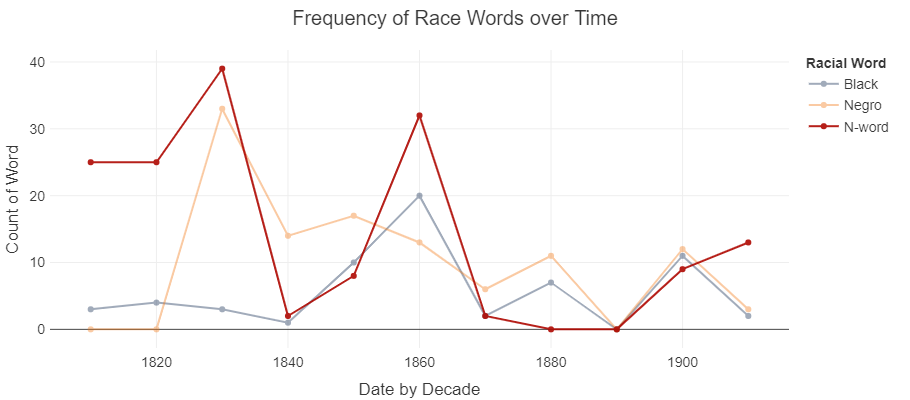 Frequency of Race Words over Time
Racial Word
Black
Negro
N-word
Count of Word
40
30
20
10
0
1820
1840
1860
1880
1900
Date by Decade